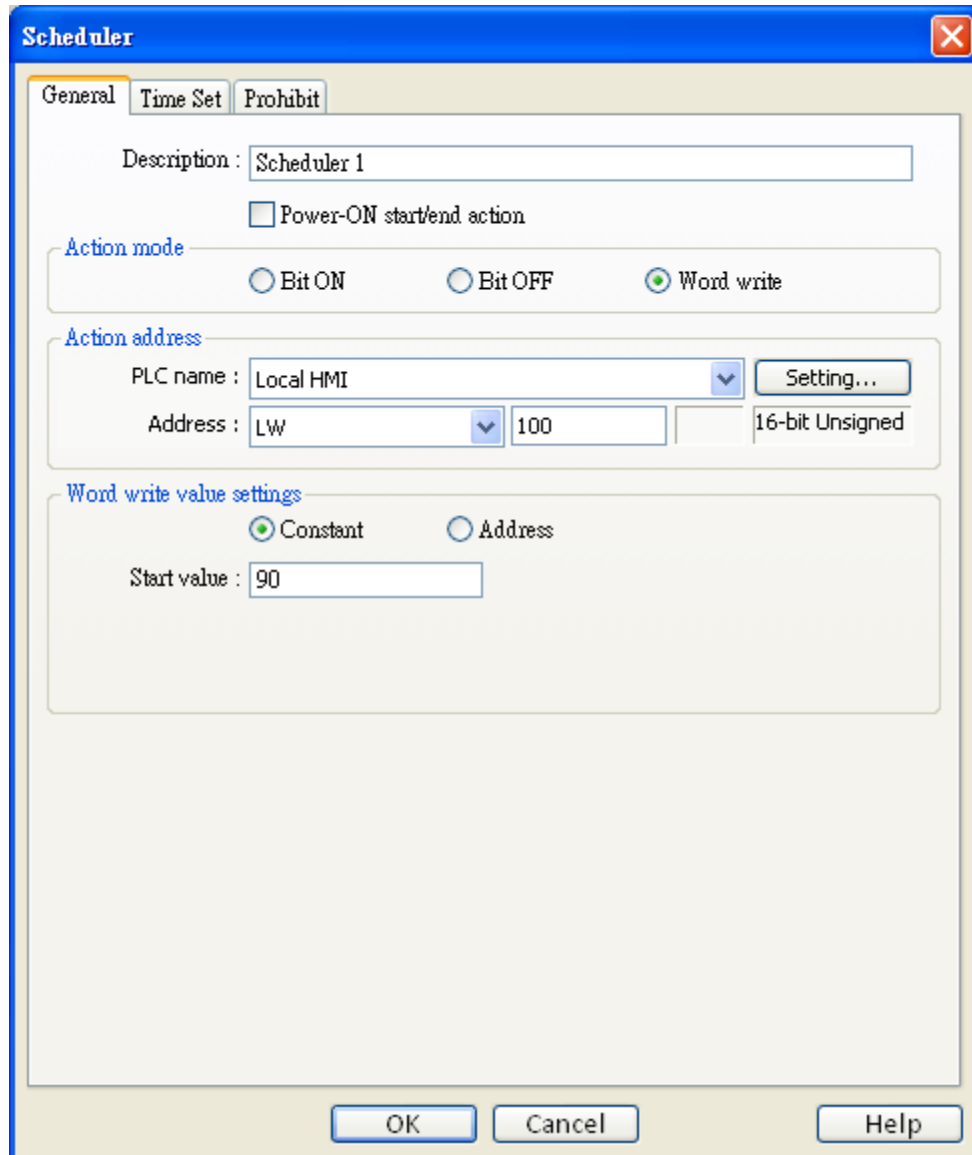 Scheduler
General Time Set Prohibit
Description : Scheduler 1
Power-ON start/end action
Action mode
Bit ON Bit OFF Word write
Action address
PLC name : Local HMI Setting...
Address : LW 100 16-bit Unsigned
Word write value settings
Constant Address
Start value : 90
OK Cancel Help